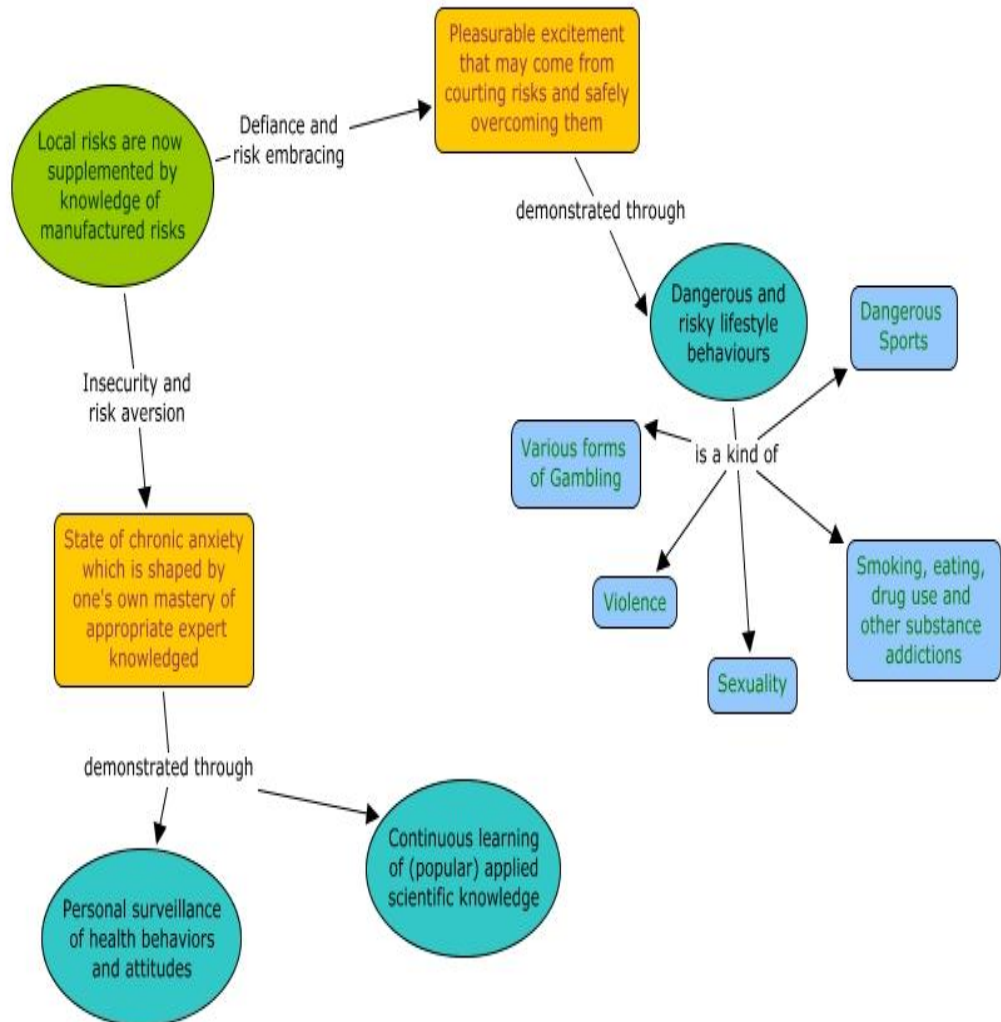 Pleasurable excitement
that may come from
courting risks and safely
overcoming them
Local risks are now
supplemented by
knowledge of
manufactured risks
Defiance and
risk embracing
demonstrated through
Dangerous and
risky lifestyle
behaviours
Dangerous
Sports
Insecurity and
risk aversion
Various forms
of Gambling
is a kind of
State of chronic anxiety
which is shaped by
one's own mastery of
appropriate expert
knowledged
Violence
Smoking, eating,
drug use and
other substance
addictions
Sexuality
demonstrated through
Continuous learning
of (popular) applied
scientific knowledge
Personal surveillance
of health behaviors
and attitudes